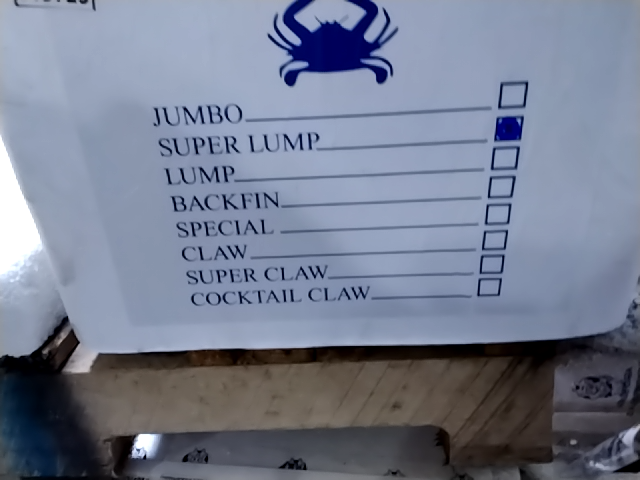 JUMBO
SUPER LUMP
LUMP
BACKFIN
SPECIAL
CLAW
SUPER CLAW
COCKTAIL CLAW